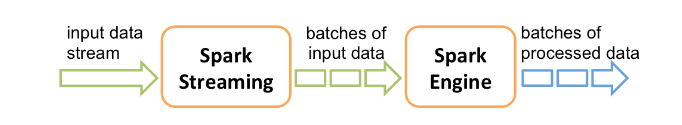 input data
stream
Spark
Streaming
batches of
input data
Spark
Engine
batches of
processed data